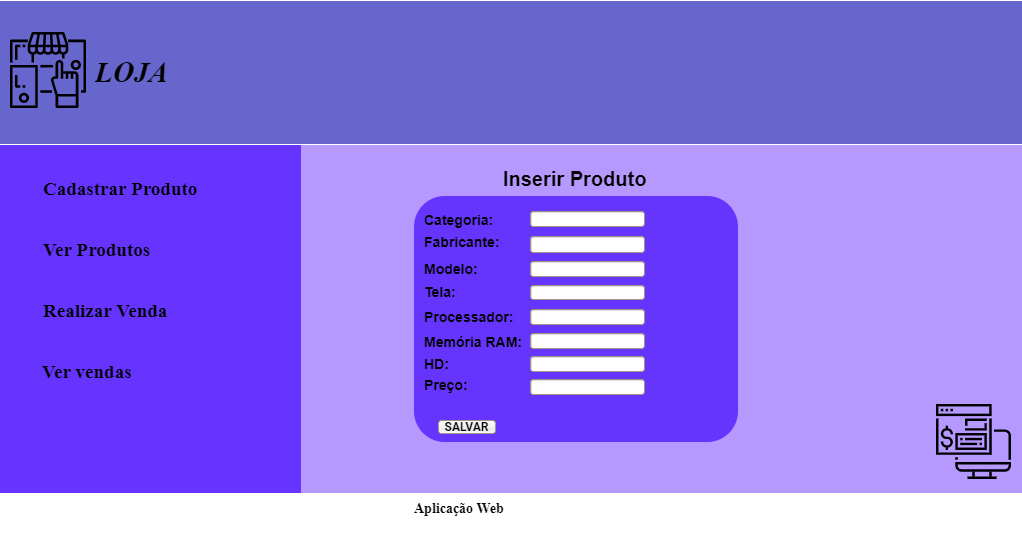 LOJA
Cadastrar Produto
Ver Produtos
Realizar Venda
Ver vendas
Inserir Produto
Categoria:
Fabricante:
Modelo:
Tela:
Processador:
Memória RAM:
HD:
Preço:
SALVAR
$
Aplicação Web